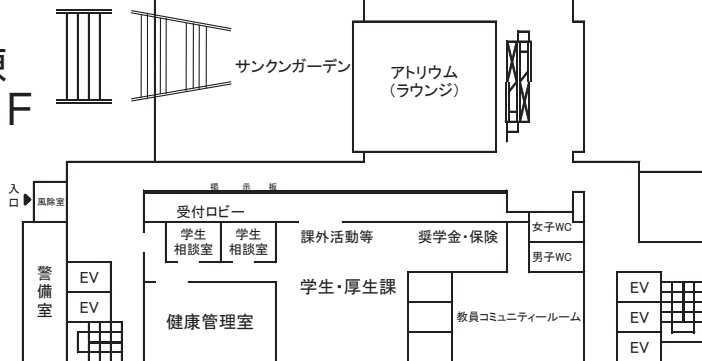 棟
F
サンクンガーデン
アトリウム
(ラウンジ)
入口
風除室
掲示板
受付ロビー
学生
相談室
学生
相談室
課外活動等
奨学金・保険
女子WC
男子WC
警備室
EV
EV
健康管理室
学生・厚生課
教員コミュニティールーム
EV
EV
EV